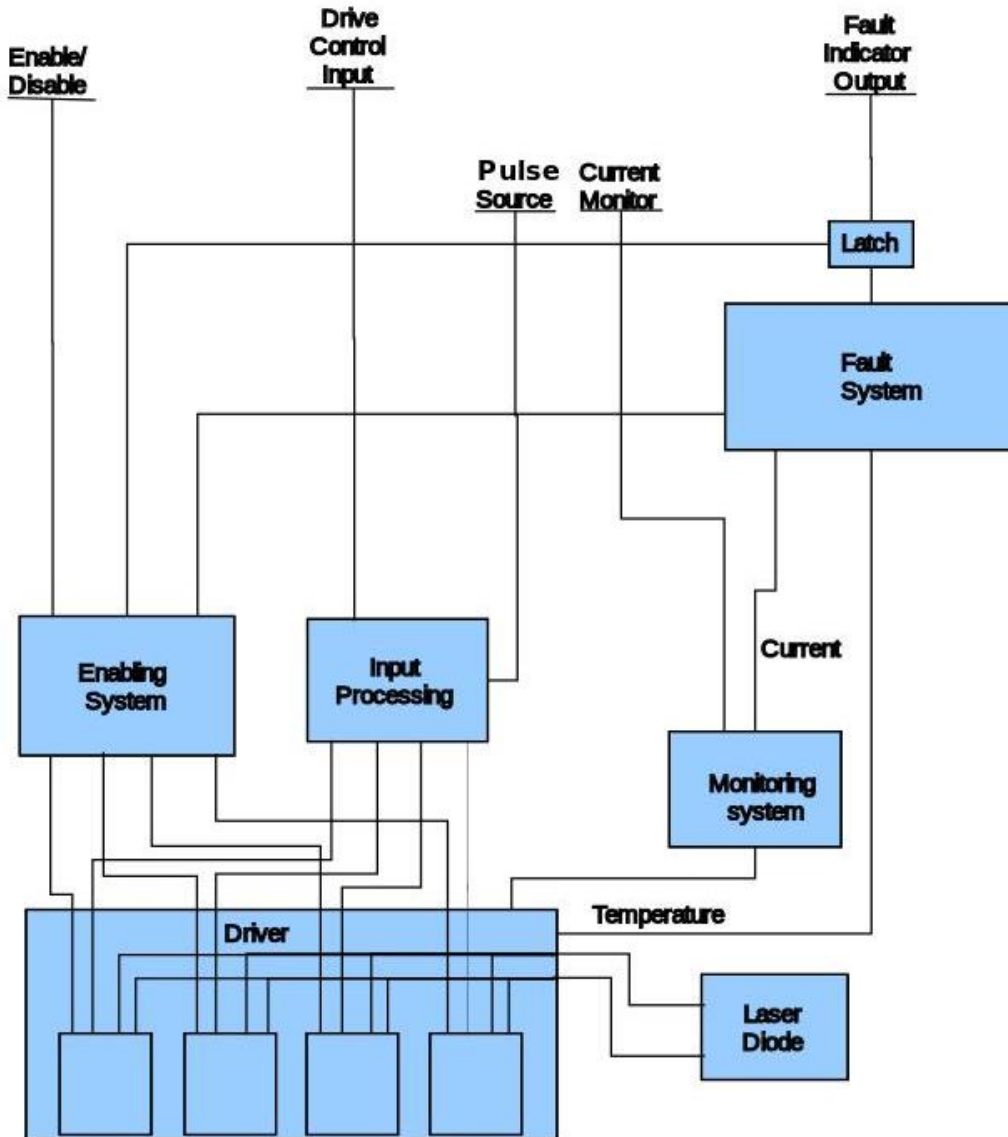 Enable/
Disable
Drive
Control
Input
Fault
Indicator
Output
Pulse
Source
Current
Monitor
Latch
Fault
System
Enabling
System
Input
Processing
Current
Monitoring
system
Temperature
Driver
Laser
Diode